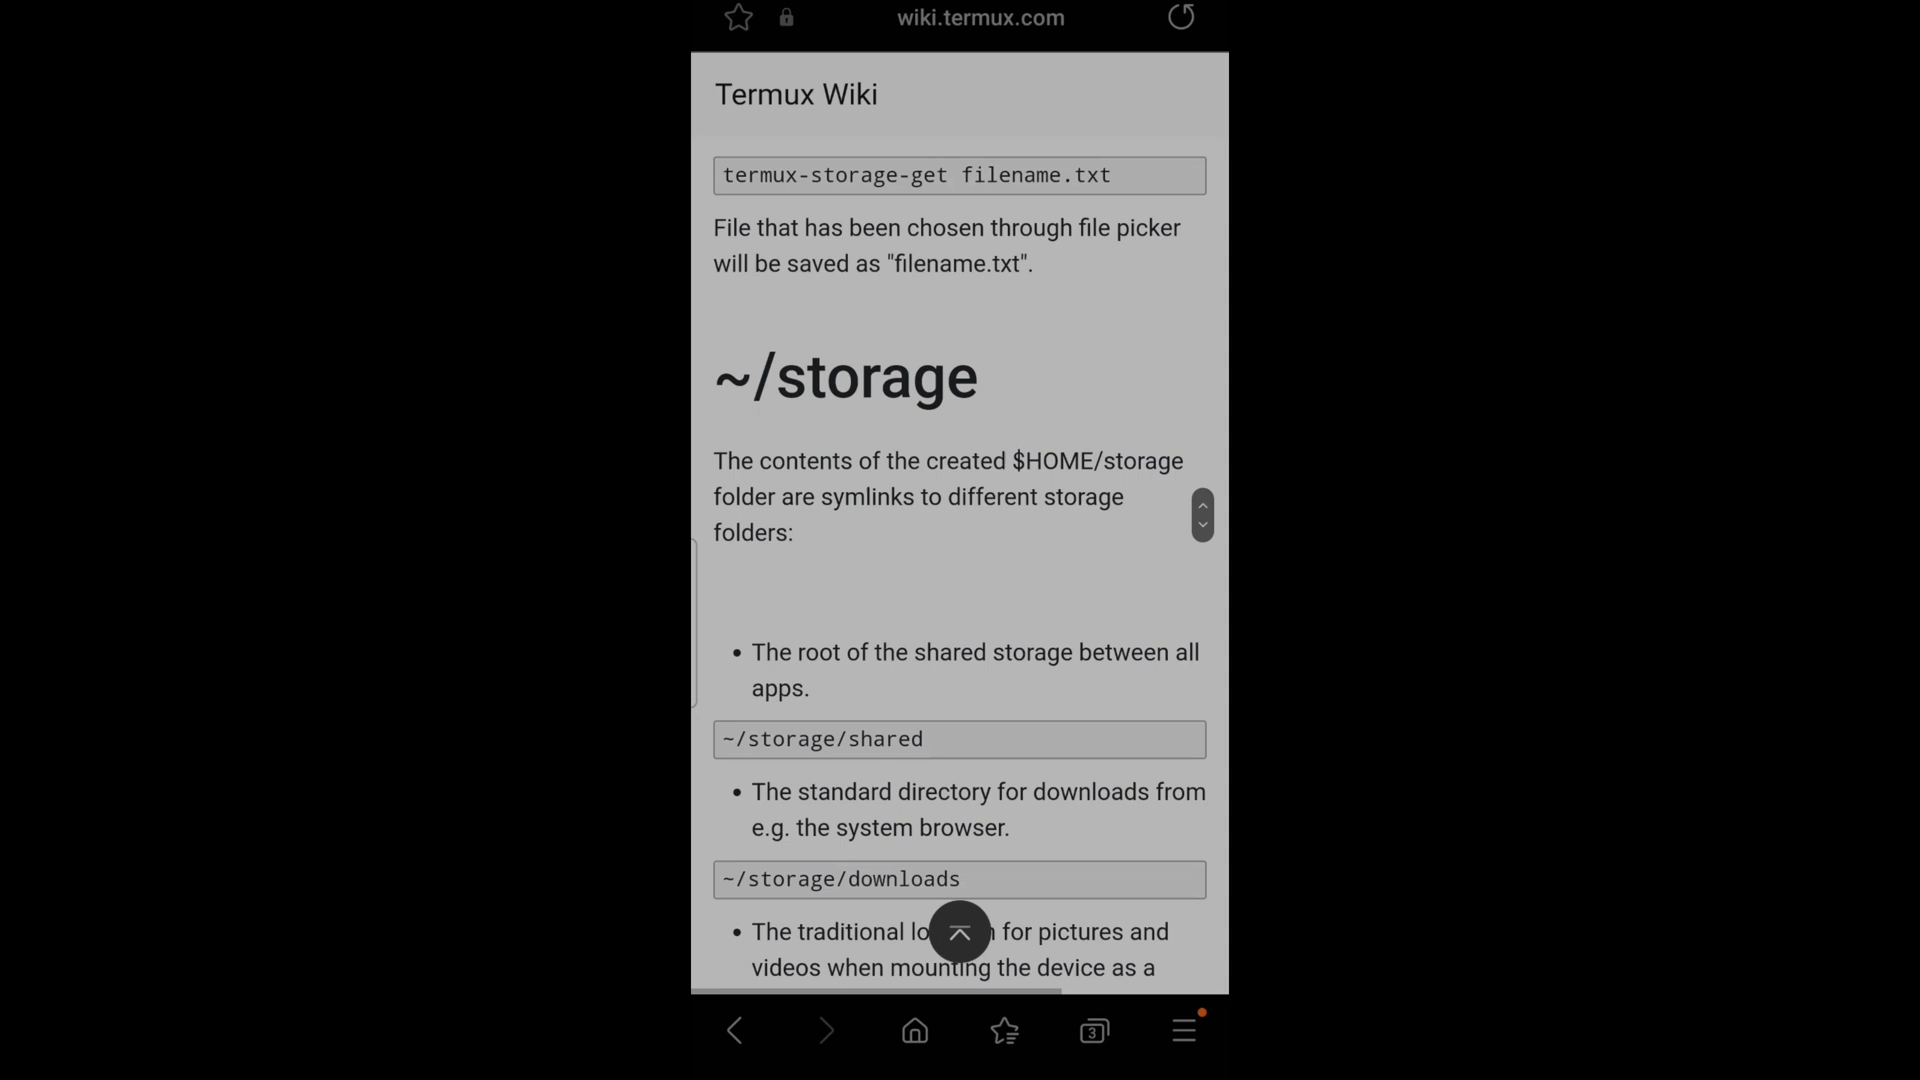 wiki.termux.com
Termux Wiki
termux-storage-get filename.txt
File that has been chosen through file picker
will be saved as "filename.txt".
~/storage
The contents of the created $HOME/storage
folder are symlinks to different storage
folders:
• The root of the shared storage between all
apps.
~/storage/shared
• The standard directory for downloads from
e.g. the system browser.
~/storage/downloads
• The traditional for pictures and
videos when mounting the device as a
3